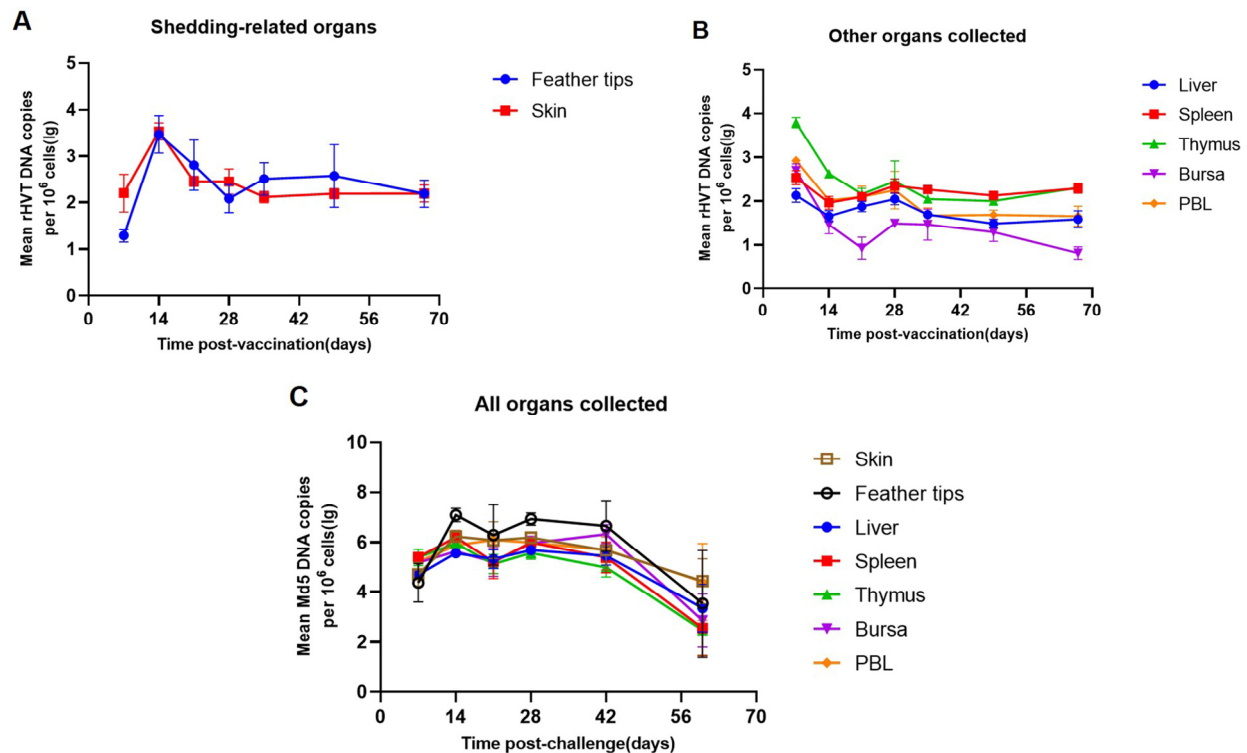 A
Shedding-related organs
Mean rHVT DNA copies
per 10⁶ cells(lg)
5
4
3
2
1
0
0 14 28 42 56 70
Time post-vaccination(days)
Feather tips
Skin
B
Other organs collected
Mean rHVT DNA copies
per 10⁶ cells(lg)
5
4
3
2
1
0
0 14 28 42 56 70
Time post-vaccination(days)
Liver
Spleen
Thymus
Bursa
PBL
C
All organs collected
Mean Md5 DNA copies
per 10⁶ cells(lg)
10
8
6
4
2
0
0 14 28 42 56 70
Time post-challenge(days)
Skin
Feather tips
Liver
Spleen
Thymus
Bursa
PBL